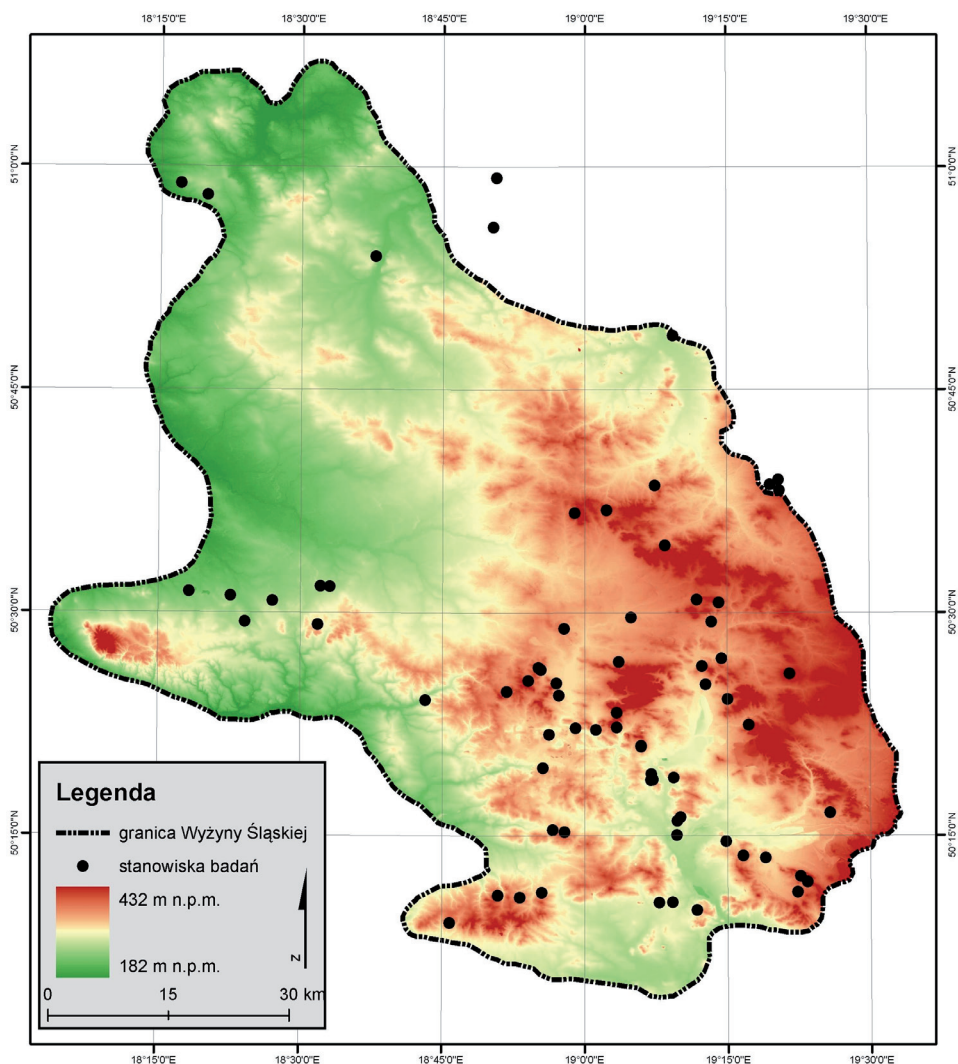 18°15'0"E 18°30'0"E 18°45'0"E 19°0'0"E 19°15'0"E 19°30'0"E
51°0'0"N 51°0'0"N
50°45'0"N 50°45'0"N
50°30'0"N 50°30'0"N
50°15'0"N 50°15'0"N
Legenda
granica Wyżyny Śląskiej
stanowiska badań
432 m n.p.m.
182 m n.p.m.
N
0 15 30 km
18°15'0"E 18°30'0"E 18°45'0"E 19°0'0"E 19°15'0"E 19°30'0"E